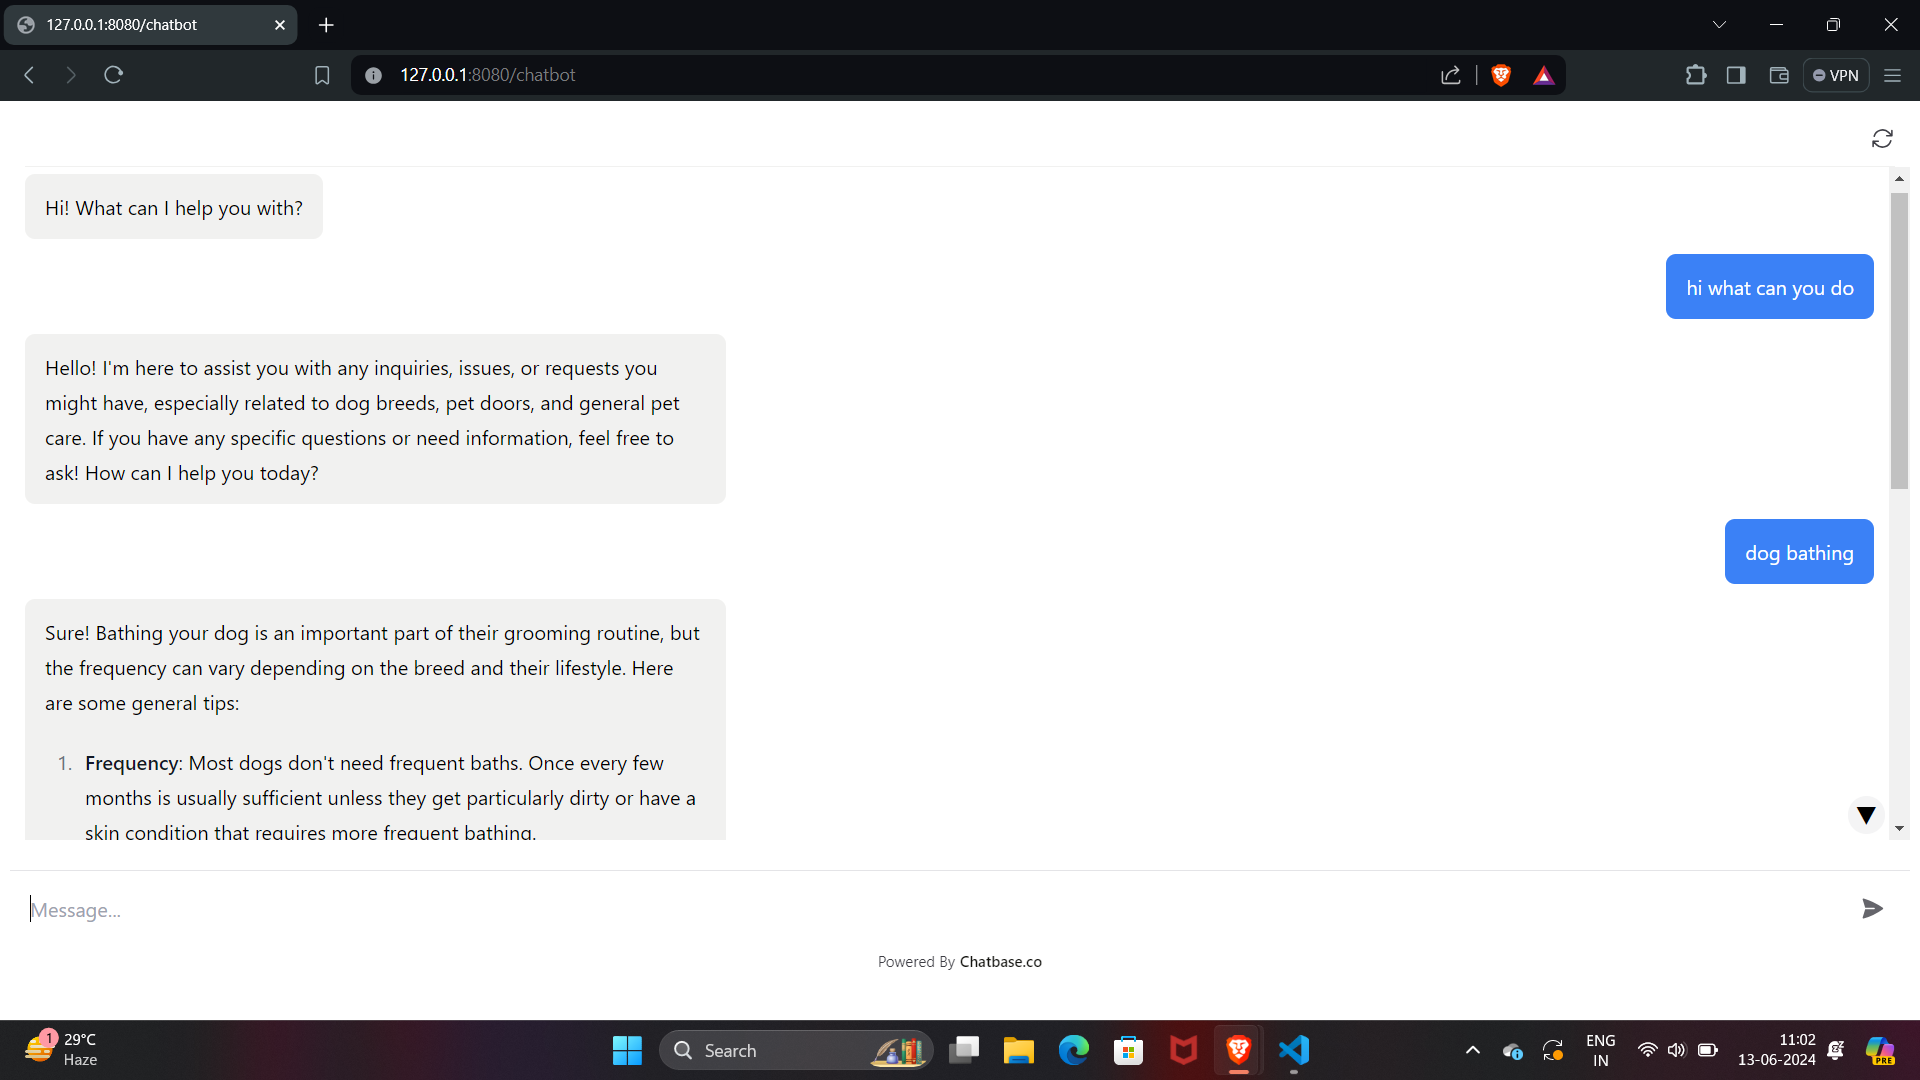 127.0.0.1:8080/chatbot
127.0.0.1:8080/chatbot
VPN
Hi! What can I help you with?
hi what can you do
Hello! I'm here to assist you with any inquiries, issues, or requests you
might have, especially related to dog breeds, pet doors, and general pet
care. If you have any specific questions or need information, feel free to
ask! How can I help you today?
dog bathing
Sure! Bathing your dog is an important part of their grooming routine, but
the frequency can vary depending on the breed and their lifestyle. Here
are some general tips:
1. Frequency: Most dogs don't need frequent baths. Once every few
months is usually sufficient unless they get particularly dirty or have a
skin condition that requires more frequent bathing.
Message...
Powered By Chatbase.co
1
29°C
Haze
Search
ENG
IN
11:02
13-06-2024
PRE